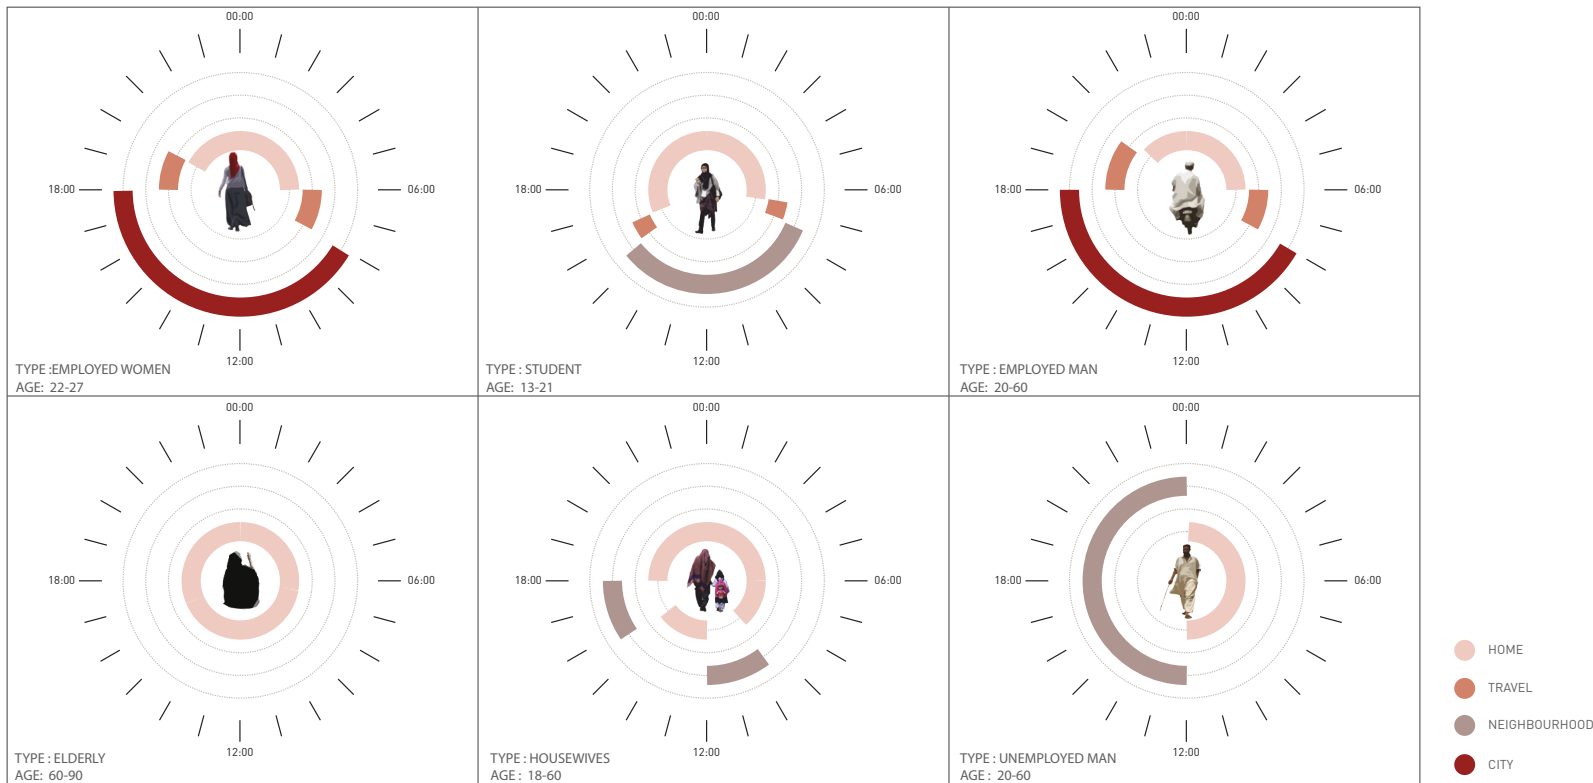 00:00
18:00
06:00
12:00
TYPE :EMPLOYED WOMEN
AGE: 22-27
00:00
18:00
06:00
12:00
TYPE : STUDENT
AGE: 13-21
00:00
18:00
06:00
12:00
TYPE : EMPLOYED MAN
AGE: 20-60
00:00
18:00
06:00
12:00
TYPE : ELDERLY
AGE: 60-90
00:00
18:00
06:00
12:00
TYPE : HOUSEWIVES
AGE : 18-60
00:00
18:00
06:00
12:00
TYPE : UNEMPLOYED MAN
AGE : 20-60
HOME
TRAVEL
NEIGHBOURHOOD
CITY